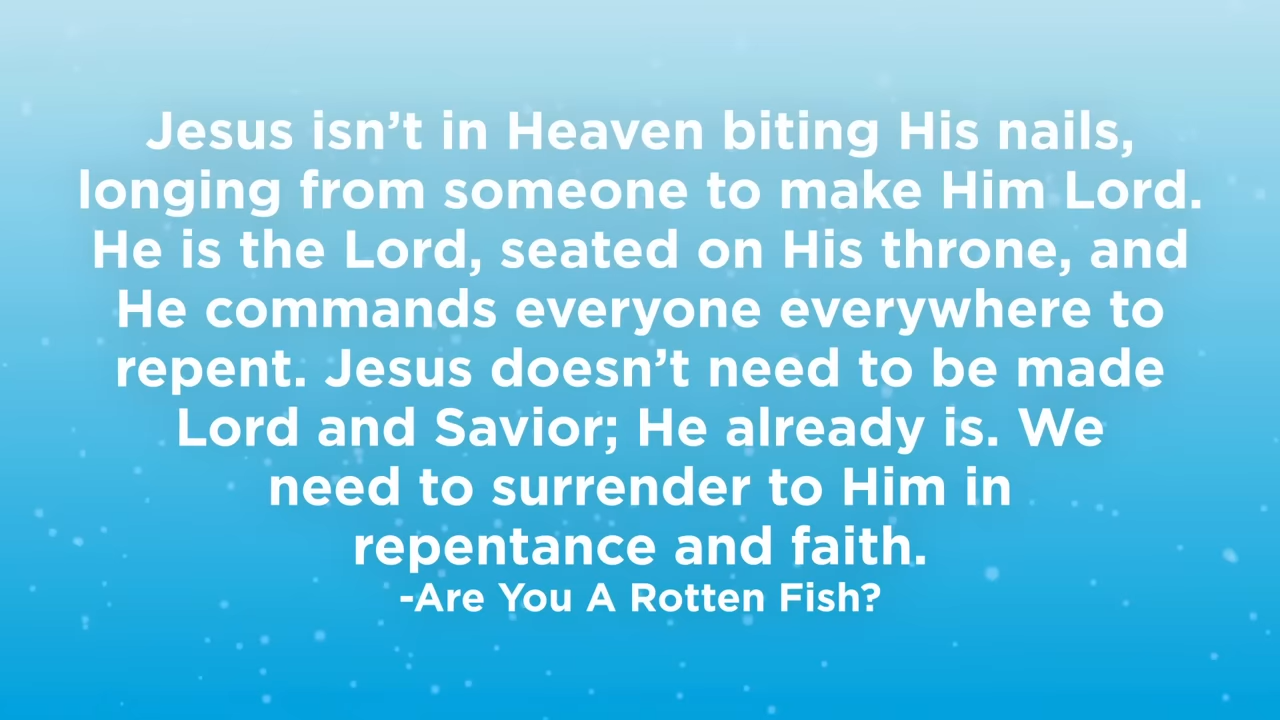 Jesus isn’t in Heaven biting His nails,
longing from someone to make Him Lord.
He is the Lord, seated on His throne, and
He commands everyone everywhere to
repent. Jesus doesn’t need to be made
Lord and Savior; He already is. We
need to surrender to Him in
repentance and faith.
-Are You A Rotten Fish?